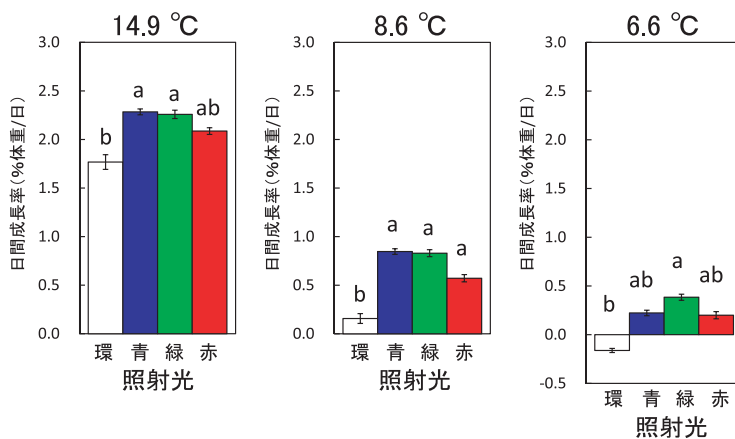 14.9 ℃
日間成長率(%体重/日)
3.0
2.5
2.0
1.5
1.0
0.5
0.0
b
a
a
ab
環 青 緑 赤
照射光
8.6 ℃
日間成長率(%体重/日)
3.0
2.5
2.0
1.5
1.0
0.5
0.0
b
a
a
a
環 青 緑 赤
照射光
6.6 ℃
日間成長率(%体重/日)
3.0
2.5
2.0
1.5
1.0
0.5
0.0
-0.5
b
ab
a
ab
環 青 緑 赤
照射光